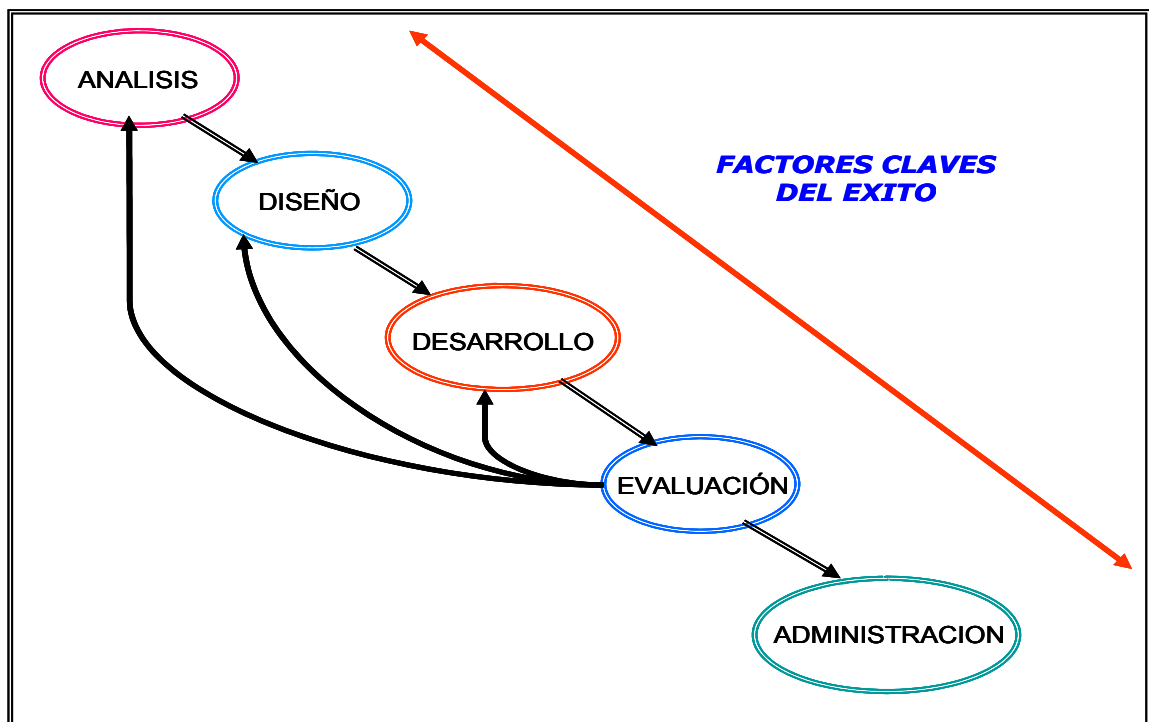 ANALISIS
FACTORES CLAVES
DEL EXITO
DISEÑO
DESARROLLO
EVALUACIÓN
ADMINISTRACION